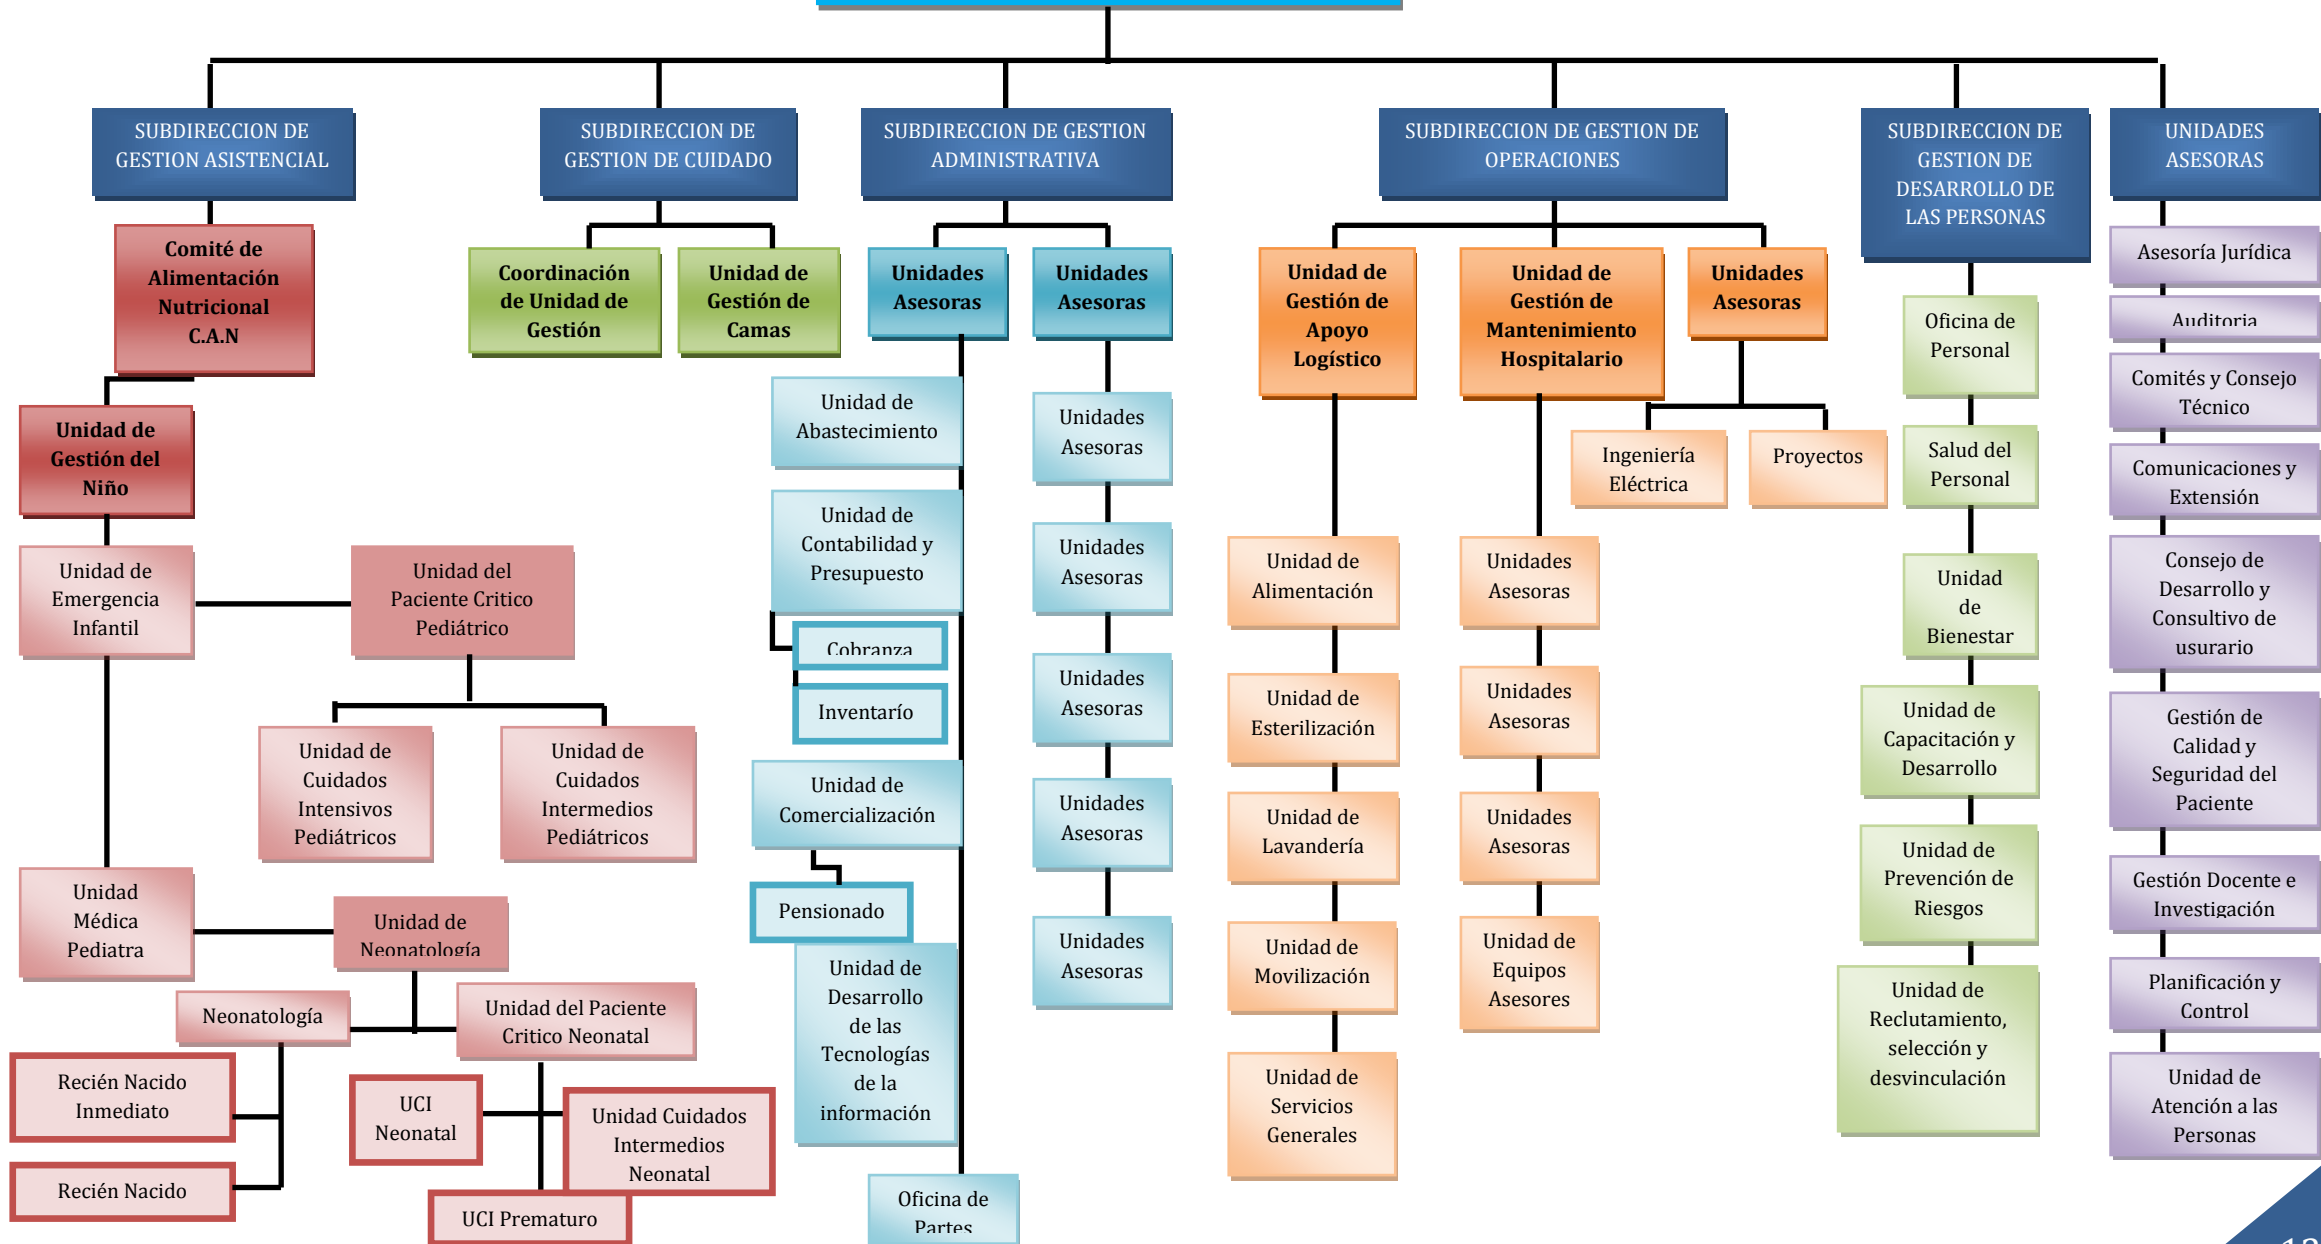 SUBDIRECCION DE
GESTION ASISTENCIAL
SUBDIRECCION DE
GESTION DE CUIDADO
SUBDIRECCION DE GESTION
ADMINISTRATIVA
SUBDIRECCION DE GESTION DE
OPERACIONES
SUBDIRECCION DE
GESTION DE
DESARROLLO DE
LAS PERSONAS
UNIDADES
ASESORAS
Comité de
Alimentación
Nutricional
C.A.N
Unidad de
Gestión del
Niño
Unidad de
Emergencia
Infantil
Unidad del
Paciente Critico
Pediátrico
Unidad de
Cuidados
Intensivos
Pediátricos
Unidad de
Cuidados
Intermedios
Pediátricos
Unidad
Médica
Pediatra
Unidad de
Neonatología
Neonatología
Unidad del Paciente
Critico Neonatal
Recién Nacido
Inmediato
Recién Nacido
UCI
Neonatal
Unidad Cuidados
Intermedios
Neonatal
UCI Prematuro
Coordinación
de Unidad de
Gestión
Unidad de
Gestión de
Camas
Unidades
Asesoras
Unidad de
Abastecimiento
Unidad de
Contabilidad y
Presupuesto
Cobranza
Inventarío
Unidad de
Comercialización
Pensionado
Unidad de
Desarrollo
de las
Tecnologías
de la
información
Oficina de
Partes
Unidades
Asesoras
Unidades
Asesoras
Unidades
Asesoras
Unidades
Asesoras
Unidades
Asesoras
Unidades
Asesoras
Unidad de
Gestión de
Apoyo
Logístico
Unidad de
Alimentación
Unidad de
Esterilización
Unidad de
Lavandería
Unidad de
Movilización
Unidad de
Servicios
Generales
Unidad de
Gestión de
Mantenimiento
Hospitalario
Unidades
Asesoras
Unidades
Asesoras
Unidades
Asesoras
Unidad de
Equipos
Asesores
Unidades
Asesoras
Ingeniería
Eléctrica
Proyectos
Oficina de
Personal
Salud del
Personal
Unidad
de
Bienestar
Unidad de
Capacitación y
Desarrollo
Unidad de
Prevención de
Riesgos
Unidad de
Reclutamiento,
selección y
desvinculación
Asesoría Jurídica
Auditoria
Comités y Consejo
Técnico
Comunicaciones y
Extensión
Consejo de
Desarrollo y
Consultivo de
usurario
Gestión de
Calidad y
Seguridad del
Paciente
Gestión Docente e
Investigación
Planificación y
Control
Unidad de
Atención a las
Personas